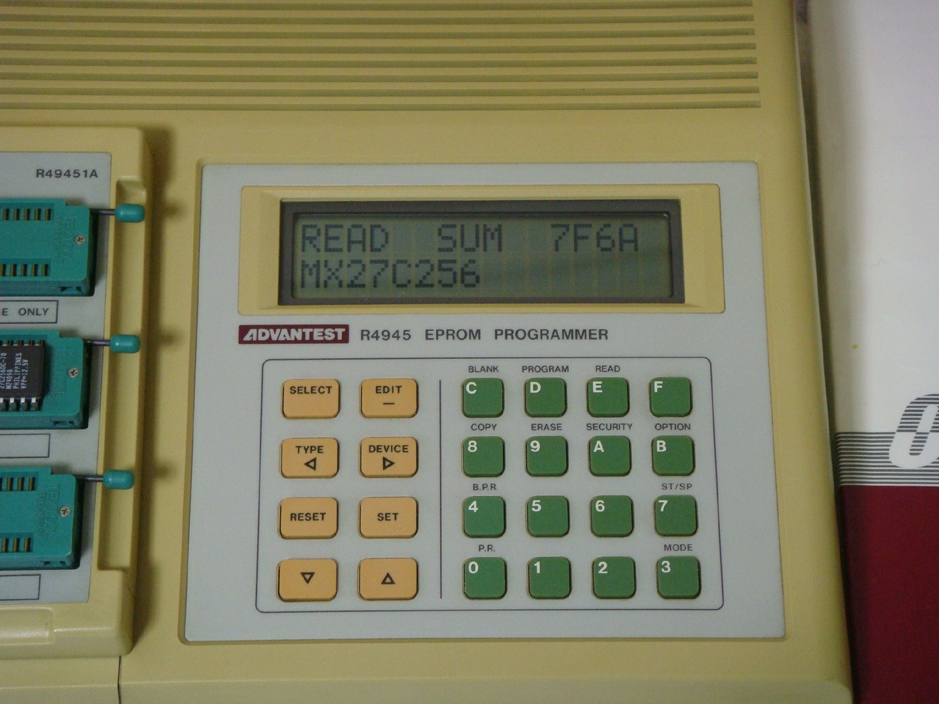 R49451A
READ SUM 7F6A
MX27C256
E ONLY
ADVANTEST R4945 EPROM PROGRAMMER
BLANK PROGRAM READ
SELECT EDIT C D E F
COPY ERASE SECURITY OPTION
TYPE DEVICE 8 9 A B
B.P.R. ST/SP
RESET SET 4 5 6 7
P.R. MODE
0 1 2 3